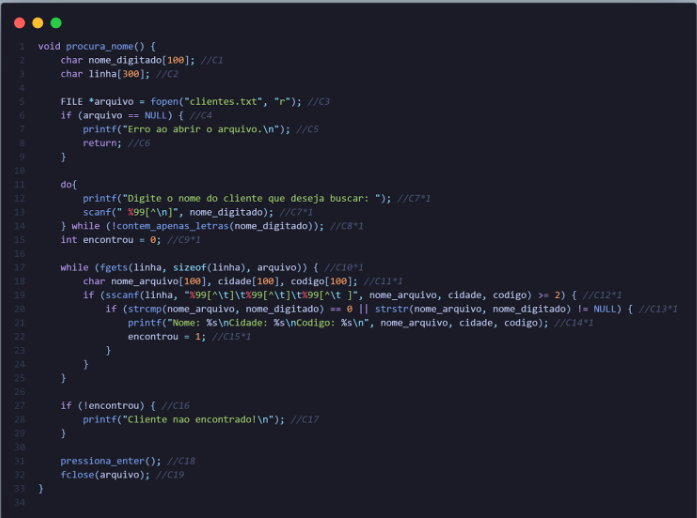 1 void procura_nome() {
2 char nome_digitado[100]; //C1
3 char linha[300]; //C2
4
5 FILE *arquivo = fopen("clientes.txt", "r"); //C3
6 if (arquivo == NULL) { //C4
7 printf("Erro ao abrir o arquivo.\n"); //C5
8 return; //C6
9 }
10
11 do{
12 printf("Digite o nome do cliente que deseja buscar: "); //C7*1
13 scanf(" %99[^\n]", nome_digitado); //C7*1
14 } while (!contem_apenas_letras(nome_digitado)); //C8*1
15 int encontrou = 0; //C9*1
16
17 while (fgets(linha, sizeof(linha), arquivo)) { //C10*1
18 char nome_arquivo[100], cidade[100], codigo[100]; //C11*1
19 if (sscanf(linha, "%99[^\t]\t%99[^\t]\t%99[^\t ]", nome_arquivo, cidade, codigo) >= 2) { //C12*1
20 if (strcmp(nome_arquivo, nome_digitado) == 0 || strstr(nome_arquivo, nome_digitado) != NULL) { //C13*1
21 printf("Nome: %s\nCidade: %s\nCodigo: %s\n", nome_arquivo, cidade, codigo); //C14*1
22 encontrou = 1; //C15*1
23 }
24 }
25 }
26
27 if (!encontrou) { //C16
28 printf("Cliente nao encontrado!\n"); //C17
29 }
30
31 pressiona_enter(); //C18
32 fclose(arquivo); //C19
33 }
34